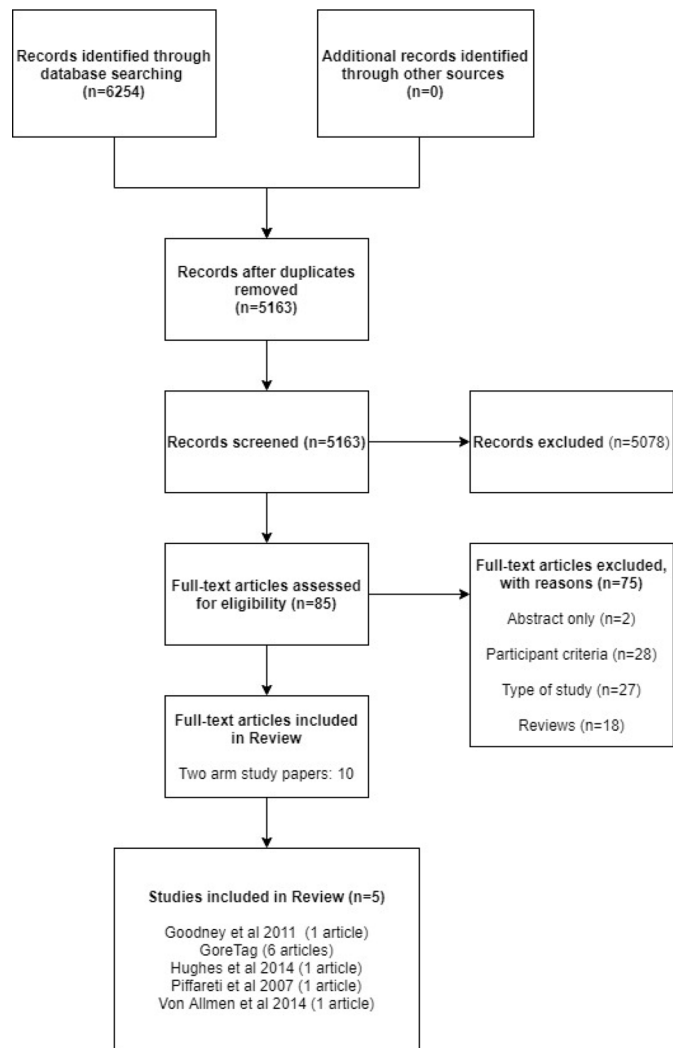 Records identified through
database searching
(n=6254)
Additional records identified
through other sources
(n=0)
Records after duplicates
removed
(n=5163)
Records screened (n=5163)
Records excluded (n=5078)
Full-text articles assessed
for eligibility (n=85)
Full-text articles excluded,
with reasons (n=75)
Abstract only (n=2)
Participant criteria (n=28)
Type of study (n=27)
Reviews (n=18)
Full-text articles included
in Review
Two arm study papers: 10
Studies included in Review (n=5)
Goodney et al 2011 (1 article)
GoreTag (6 articles)
Hughes et al 2014 (1 article)
Piffareti et al 2007 (1 article)
Von Allmen et al 2014 (1 article)